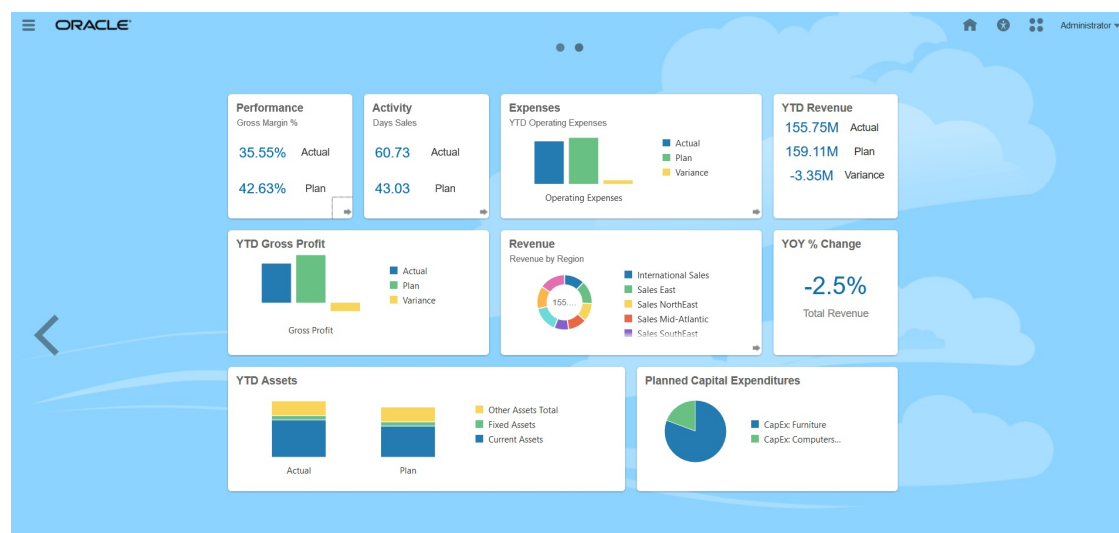 ORACLE
Administrator
Performance
Gross Margin %
35.55% Actual
42.63% Plan
Activity
Days Sales
60.73 Actual
43.03 Plan
Expenses
YTD Operating Expenses
Actual
Plan
Variance
Operating Expenses
YTD Revenue
155.75M Actual
159.11M Plan
-3.35M Variance
YTD Gross Profit
Actual
Plan
Variance
Gross Profit
Revenue
Revenue by Region
155....
International Sales
Sales East
Sales NorthEast
Sales Mid-Atlantic
Sales SouthEast
YOY % Change
-2.5%
Total Revenue
YTD Assets
Other Assets Total
Fixed Assets
Current Assets
Actual
Plan
Planned Capital Expenditures
CapEx: Furniture
CapEx: Computers...